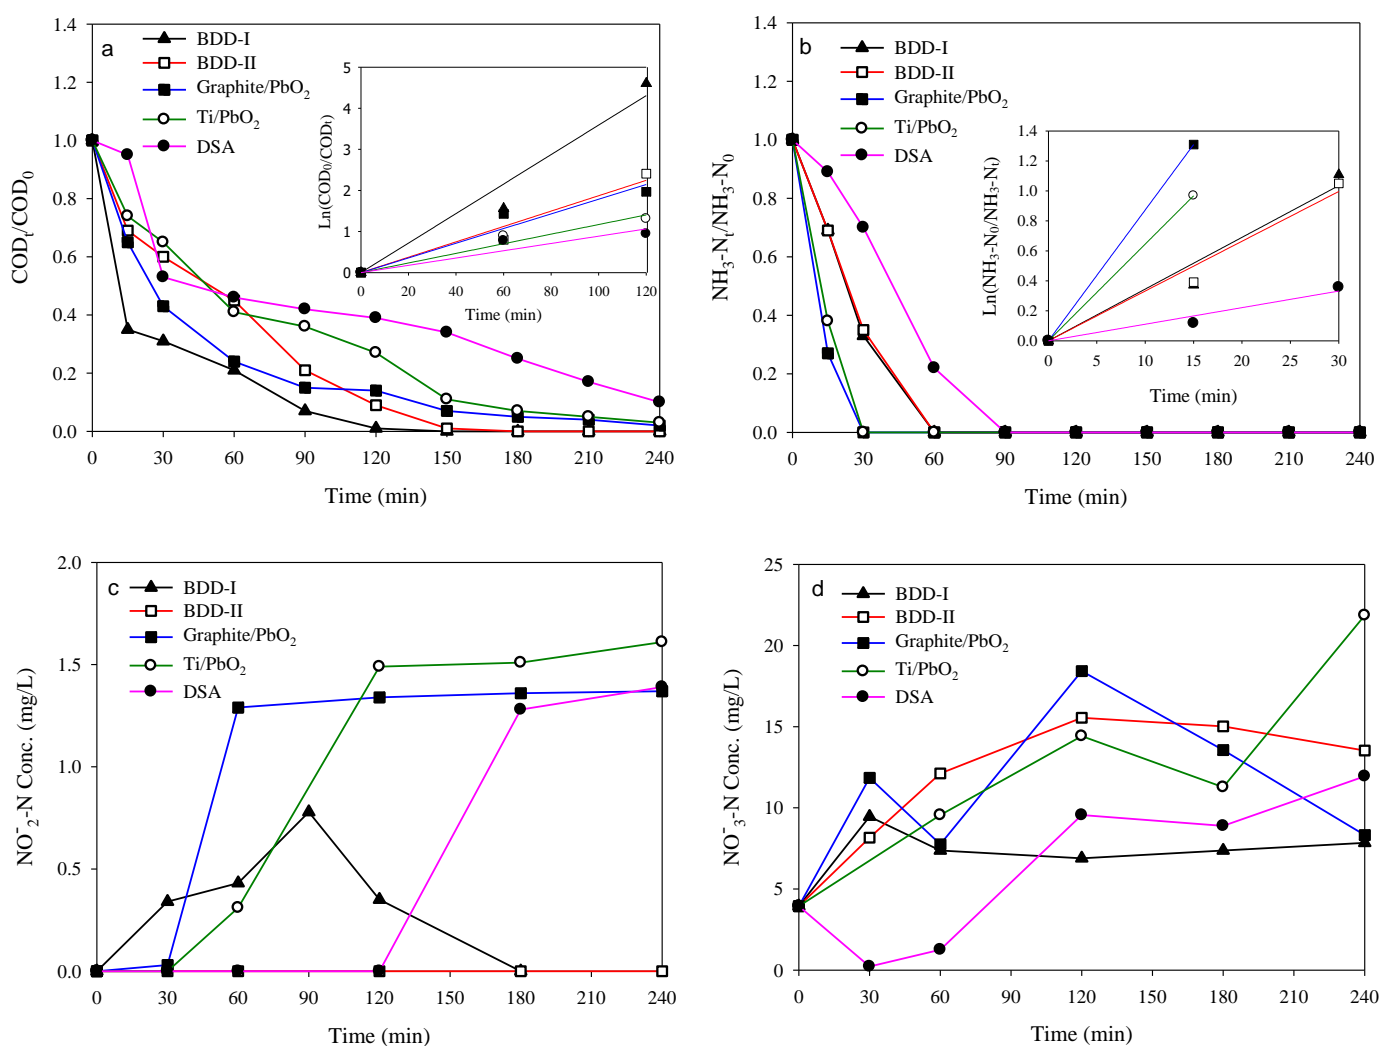 a
BDD-I
BDD-II
Graphite/PbO₂
Ti/PbO₂
DSA
CODₜ/COD₀
1.4
1.2
1.0
0.8
0.6
0.4
0.2
0.0
0 30 60 90 120 150 180 210 240
Time (min)
Ln(COD₀/CODₜ)
5
4
3
2
1
0
0 20 40 60 80 100 120
Time (min)
b
BDD-I
BDD-II
Graphite/PbO₂
Ti/PbO₂
DSA
NH₃-Nₜ/NH₃-N₀
1.4
1.2
1.0
0.8
0.6
0.4
0.2
0.0
0 30 60 90 120 150 180 210 240
Time (min)
Ln(NH₃-N₀/NH₃-Nₜ)
1.4
1.2
1.0
0.8
0.6
0.4
0.2
0.0
0 5 10 15 20 25 30
Time (min)
c
BDD-I
BDD-II
Graphite/PbO₂
Ti/PbO₂
DSA
NO⁻₂-N Conc. (mg/L)
2.0
1.5
1.0
0.5
0.0
0 30 60 90 120 150 180 210 240
Time (min)
d
BDD-I
BDD-II
Graphite/PbO₂
Ti/PbO₂
DSA
NO⁻₃-N Conc. (mg/L)
25
20
15
10
5
0
0 30 60 90 120 150 180 210 240
Time (min)